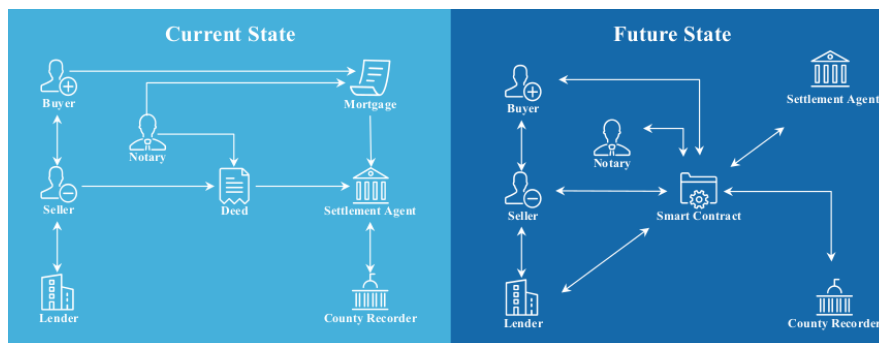 Current State
Buyer
Mortgage
Notary
Seller
Deed
Settlement Agent
Lender
County Recorder
Future State
Buyer
Settlement Agent
Notary
Seller
Smart Contract
Lender
County Recorder